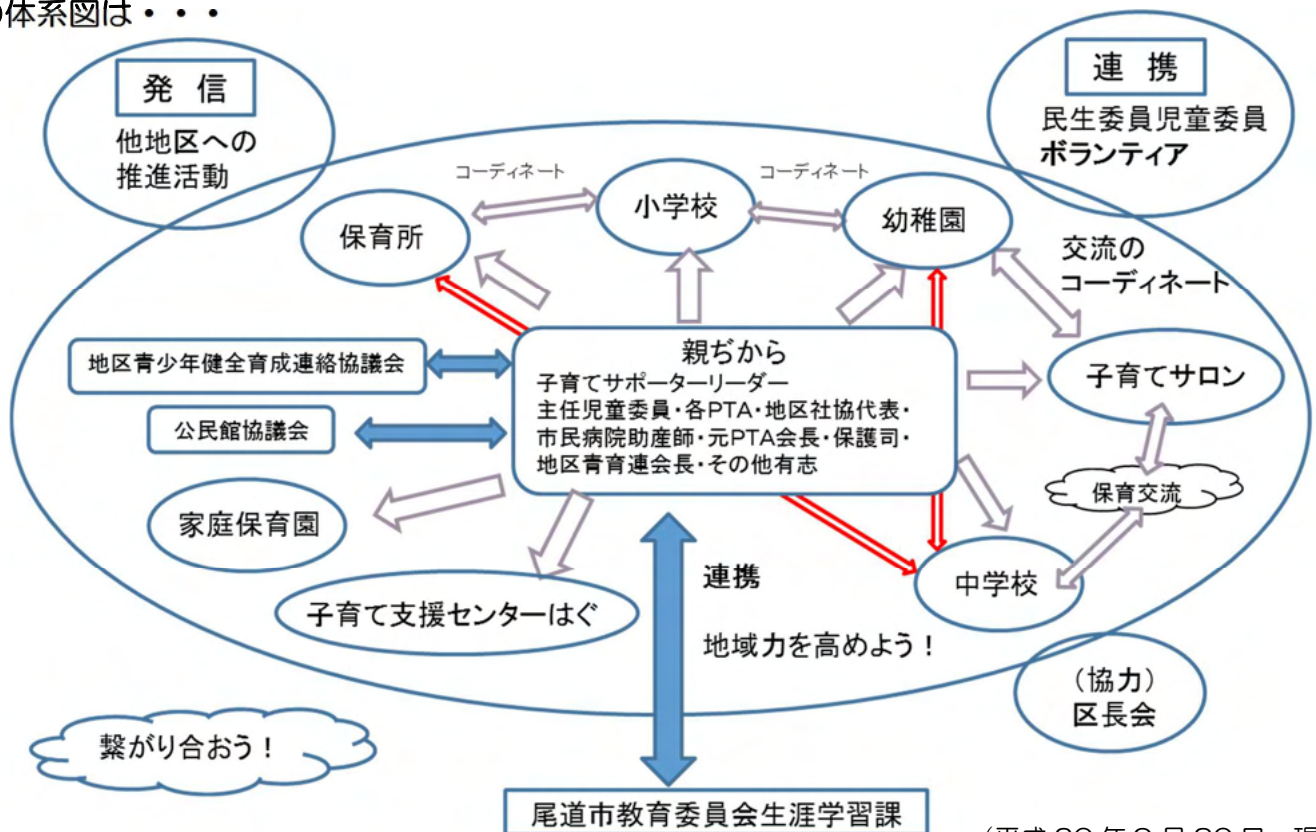 体系図は・・・
発 信
他地区への
推進活動
連 携
民生委員児童委員
ボランティア
コーディネート
コーディネート
保育所
小学校
幼稚園
交流の
コーディネート
親ぢから
子育てサポーターリーダー
主任児童委員・各PTA・地区社協代表・
市民病院助産師・元PTA会長・保護司・
地区青育連会長・その他有志
地区青少年健全育成連絡協議会
公民館協議会
子育てサロン
保育交流
家庭保育園
子育て支援センターはぐ
中学校
連携
地域力を高めよう！
（協力）
区長会
繋がり合おう！
尾道市教育委員会生涯学習課